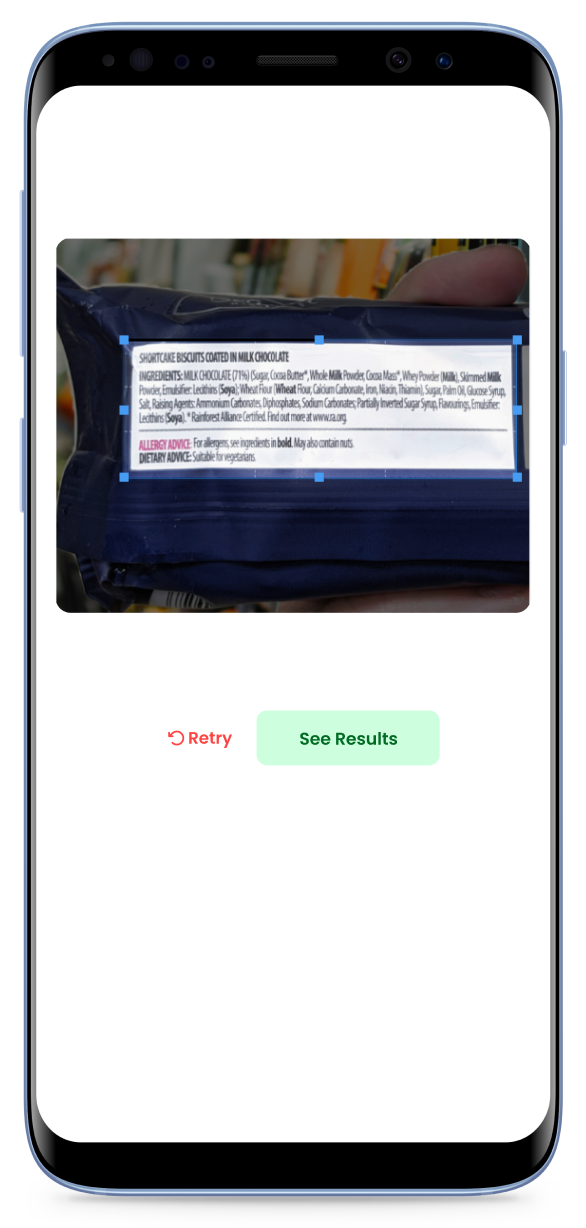 SHORTCAKE BISCUITS COATED IN MILK CHOCOLATE
INGREDIENTS: MILK CHOCOLATE (71%) (Sugar, Cocoa Butter*, Whole Milk Powder, Cocoa Mass*, Whey Powder (Milk), Skimmed Milk
Powder, Emulsifier: Lecithins (Soya); Wheat Flour (Wheat Flour, Calcium Carbonate, Iron, Niacin, Thiamin), Sugar, Palm Oil, Glucose Syrup,
Salt, Raising Agents: Ammonium Carbonates, Diphosphates, Sodium Carbonates; Partially Inverted Sugar Syrup, Flavourings, Emulsifier:
Lecithins (Soya). * Rainforest Alliance Certified. Find out more at www.ra.org.
ALLERGY ADVICE: For allergens, see ingredients in bold. May also contain nuts.
DIETARY ADVICE: Suitable for vegetarians.
Retry
See Results